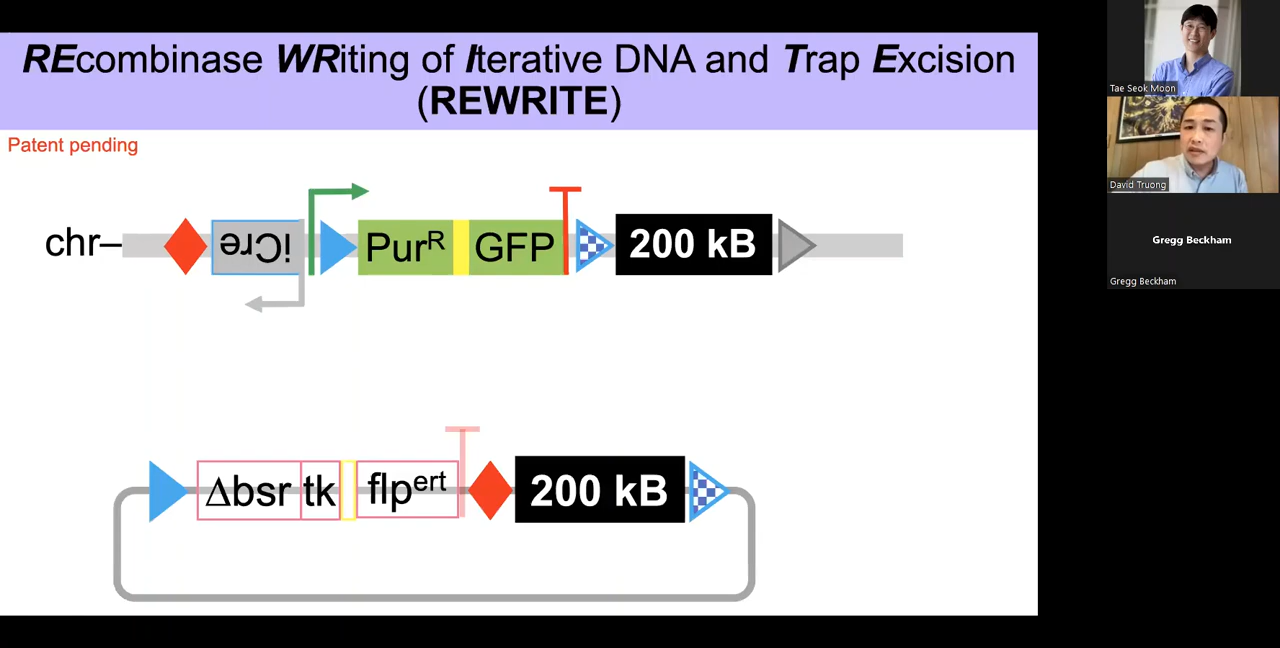 REcombinase WRiting of Iterative DNA and Trap Excision
(REWRITE)
Patent pending
chr–
iCre
PurR
GFP
200 kB
Δbsr
tk
flpert
200 kB
Tae Seok Moon
David Truong
Gregg Beckham
Gregg Beckham